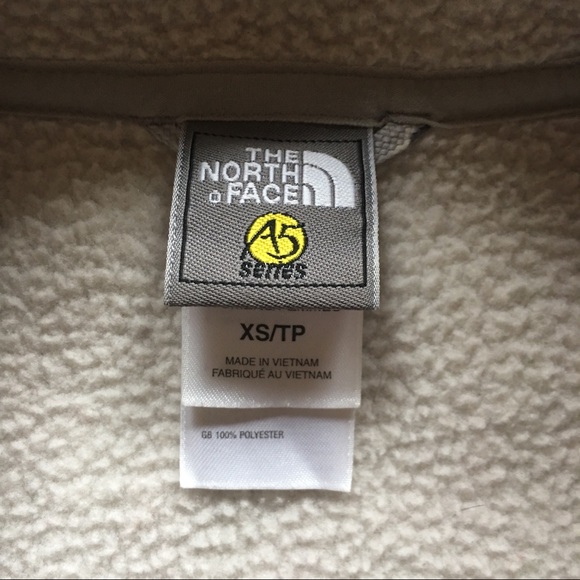 THE
NORTH
® FACE
A5
series
XS/TP
MADE IN VIETNAM
FABRIQUÉ AU VIETNAM
GB 100% POLYESTER